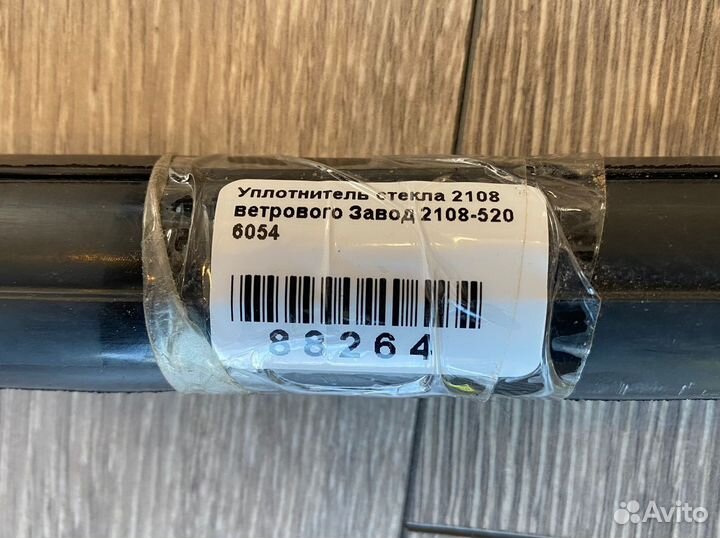 Уплотнитель стекла 2108
ветрового Завод 2108-520
6054
88264
Avito